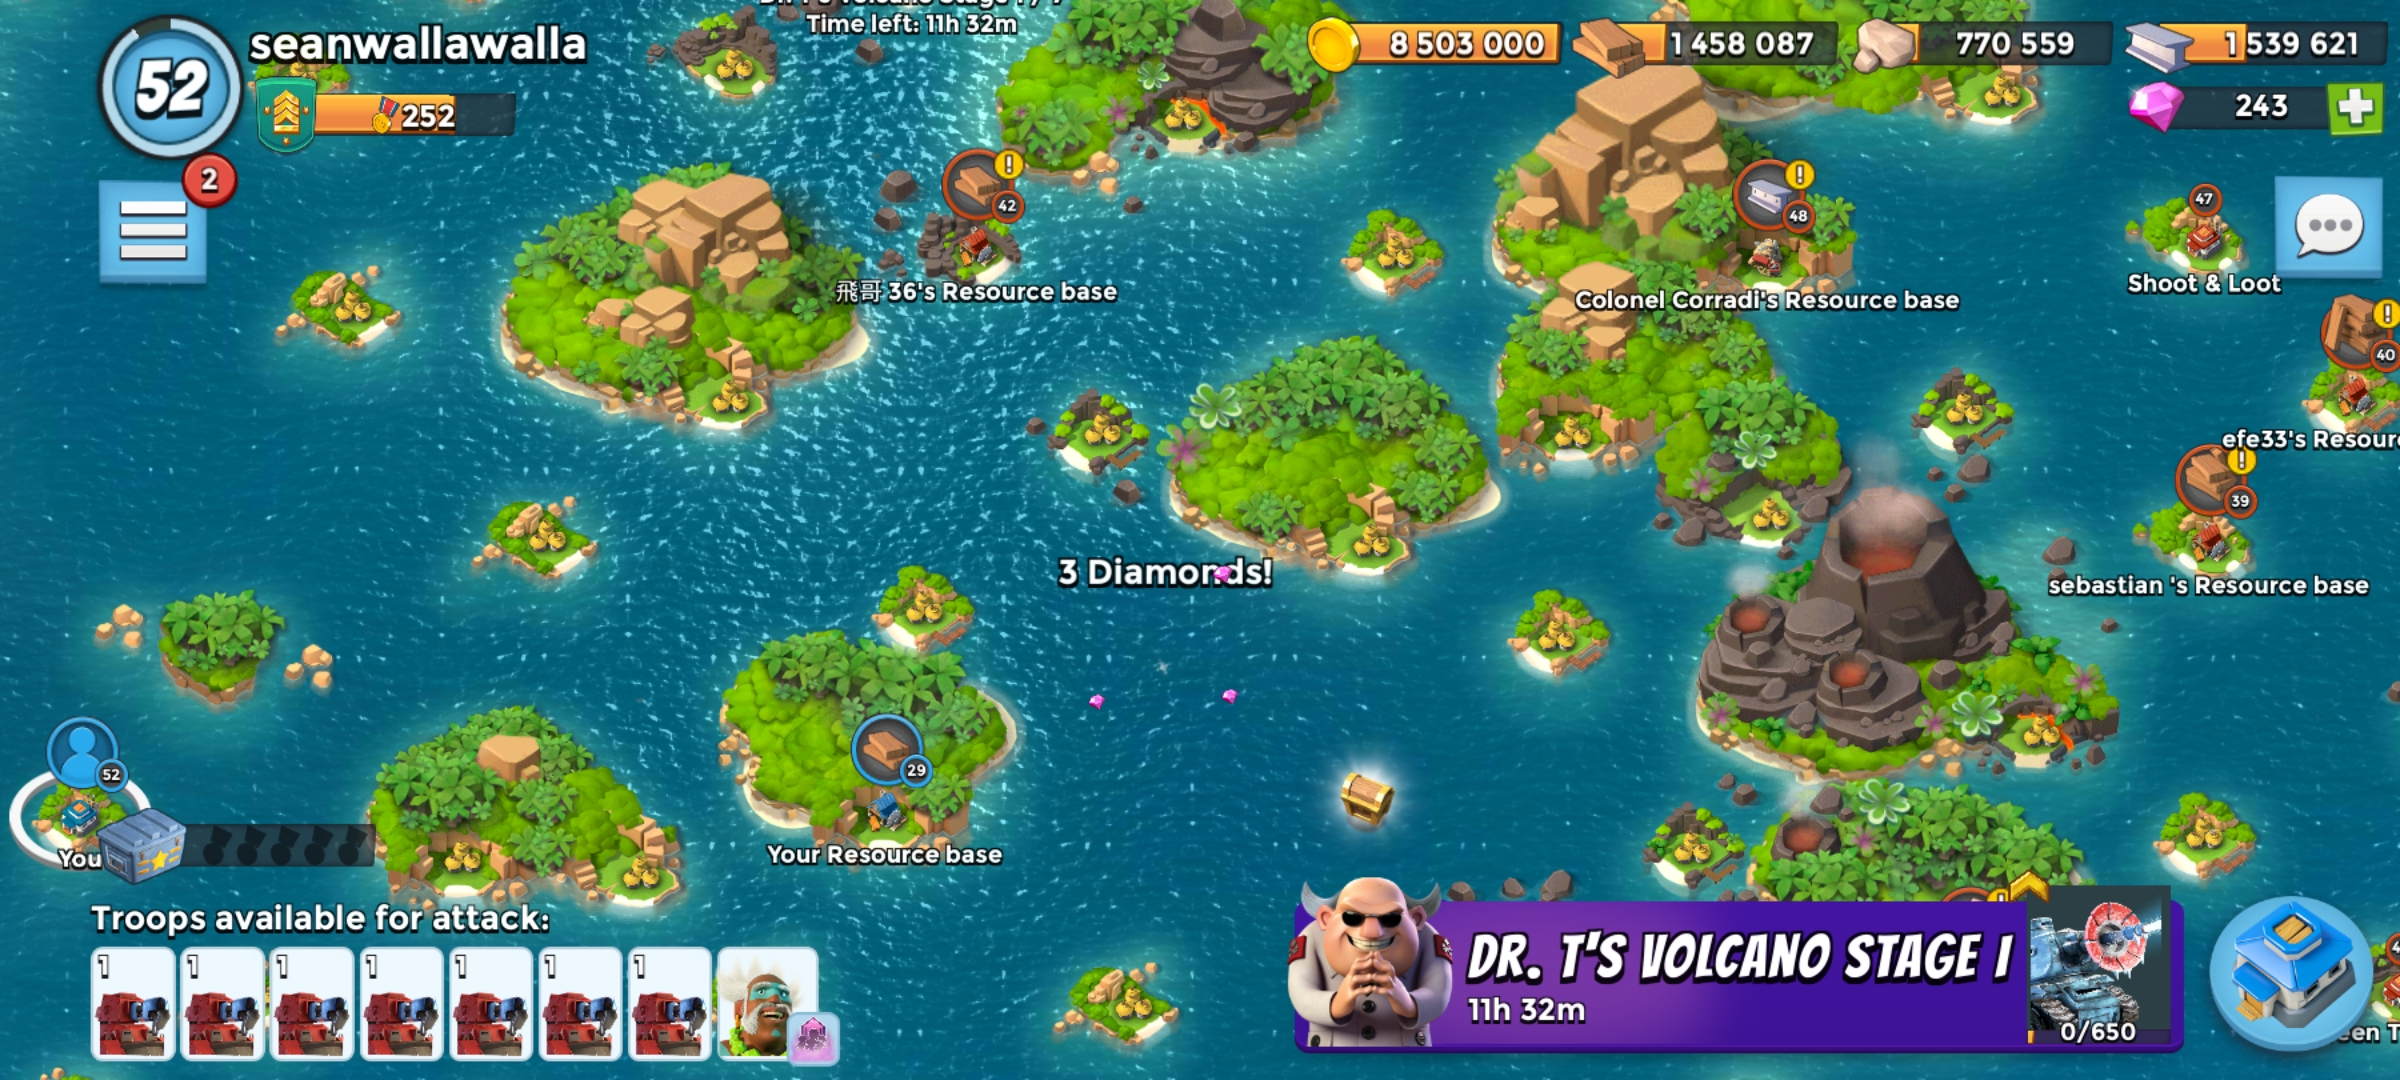 Time left: 11h 32m
52
seanwallawalla
252
8 503 000
1 458 087
770 559
1 539 621
243
2
42
飛哥 36's Resource base
48
Colonel Corradi's Resource base
47
Shoot & Loot
40
efe33's Resour
39
sebastian 's Resource base
3 Diamonds!
52
You
29
Your Resource base
Troops available for attack:
1
1
1
1
1
1
1
DR. T'S VOLCANO STAGE I
11h 32m
0/650
een T